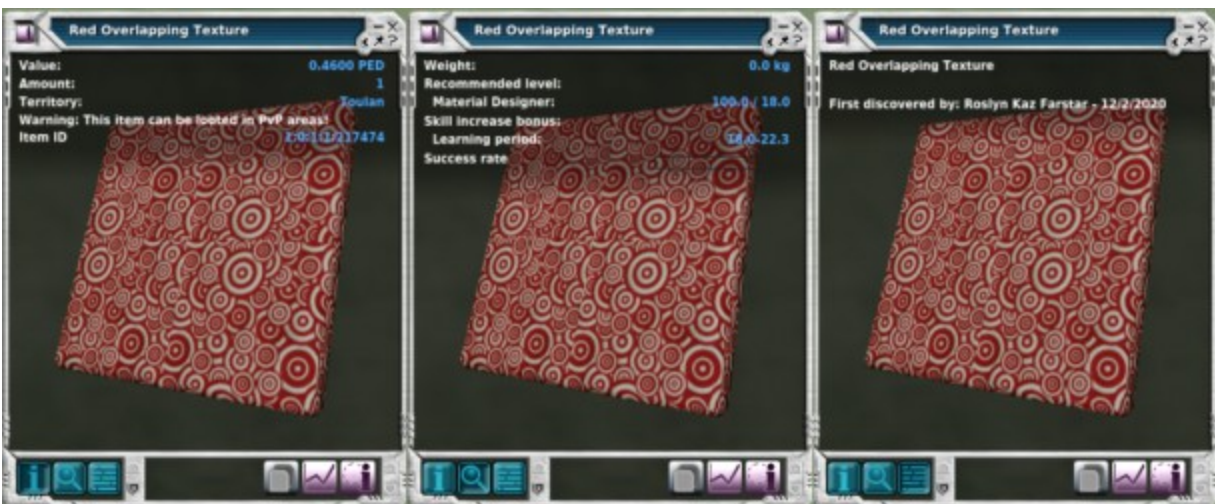 Red Overlapping Texture
Value: 0.4600 PED
Amount: 1
Territory: Toulan
Warning: This item can be looted in PvP areas!
Item ID
Red Overlapping Texture
Weight: 0.0 kg
Recommended level:
Material Designer: 100.0 / 18.0
Skill increase bonus:
Learning period: 18.0-22.3
Success rate
Red Overlapping Texture
Red Overlapping Texture
First discovered by: Roslyn Kaz Farstar - 12/2/2020